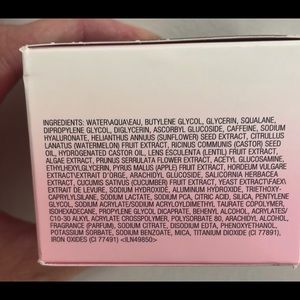 INGREDIENTS: WATER\AQUA\EAU, BUTYLENE GLYCOL, GLYCERIN, SQUALANE,
DIPROPYLENE GLYCOL, DIGLYCERIN, ASCORBYL GLUCOSIDE, CAFFEINE, SODIUM
HYALURONATE, HELIANTHUS ANNUUS (SUNFLOWER) SEED EXTRACT, CITRULLUS
LANATUS (WATERMELON) FRUIT EXTRACT, RICINUS COMMUNIS (CASTOR) SEED
OIL, HYDROGENATED CASTOR OIL, LENS ESCULENTA (LENTIL) FRUIT EXTRACT,
ALGAE EXTRACT, PRUNUS SERRULATA FLOWER EXTRACT, ACETYL GLUCOSAMINE,
ETHYLHEXYLGLYCERIN, PYRUS MALUS (APPLE) FRUIT EXTRACT, HORDEUM VULGARE
EXTRACT\EXTRAIT D'ORGE, ARACHIDYL GLUCOSIDE, SALICORNIA HERBACEA
EXTRACT, CUCUMIS SATIVUS (CUCUMBER) FRUIT EXTRACT, YEAST EXTRACT\FAEX\
EXTRAIT DE LEVURE, SODIUM HYDROXIDE, ALUMINUM HYDROXIDE, TRIETHOXY-
CAPRYLYLSILANE, SODIUM LACTATE, SODIUM PCA, CITRIC ACID, SILICA, PENTYLENE
GLYCOL, SODIUM ACRYLATE/SODIUM ACRYLOYLDIMETHYL TAURATE COPOLYMER,
ISOHEXADECANE, PROPYLENE GLYCOL DICAPRATE, BEHENYL ALCOHOL, ACRYLATES/
C10-30 ALKYL ACRYLATE CROSSPOLYMER, POLYSORBATE 80, ARACHIDYL ALCOHOL,
FRAGRANCE (PARFUM), SODIUM CITRATE, DISODIUM EDTA, PHENOXYETHANOL,
POTASSIUM SORBATE, SODIUM BENZOATE, MICA, TITANIUM DIOXIDE (CI 77891),
IRON OXIDES (CI 77491) <ILN49850>